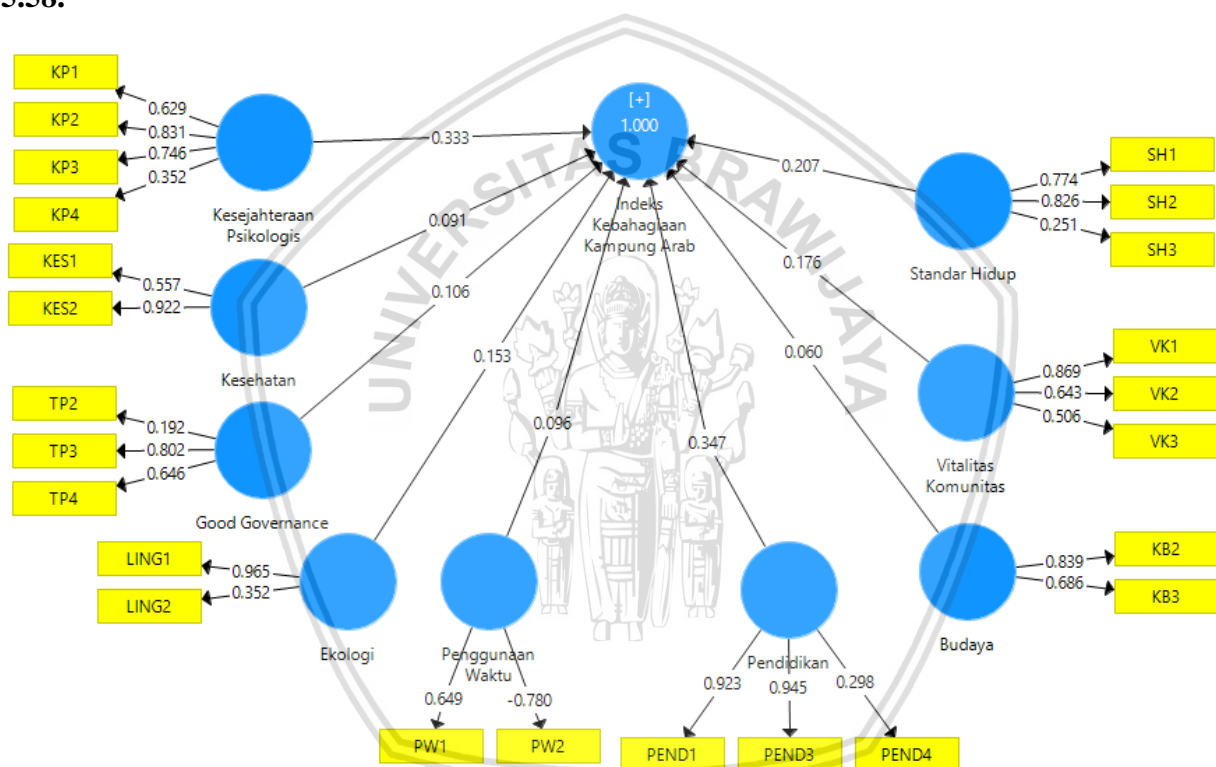 5.58.
KP1
KP2
KP3
KP4
0.629
0.831
0.746
0.352
Kesejahteraan
Psikologis
0.333
KES1
KES2
0.557
0.922
Kesehatan
0.091
TP2
TP3
TP4
0.192
0.802
0.646
Good Governance
0.106
LING1
LING2
0.965
0.352
Ekologi
0.153
Penggunaan
Waktu
0.096
0.649
-0.780
PW1
PW2
[+]
1.000
Indeks
Kebahagiaan
Kampung Arab
UNIVERSITAS BRAWIJAYA
0.347
Pendidikan
0.923
0.945
0.298
PEND1
PEND3
PEND4
0.207
Standar Hidup
0.774
0.826
0.251
SH1
SH2
SH3
0.176
Vitalitas
Komunitas
0.869
0.643
0.506
VK1
VK2
VK3
0.060
Budaya
0.839
0.686
KB2
KB3